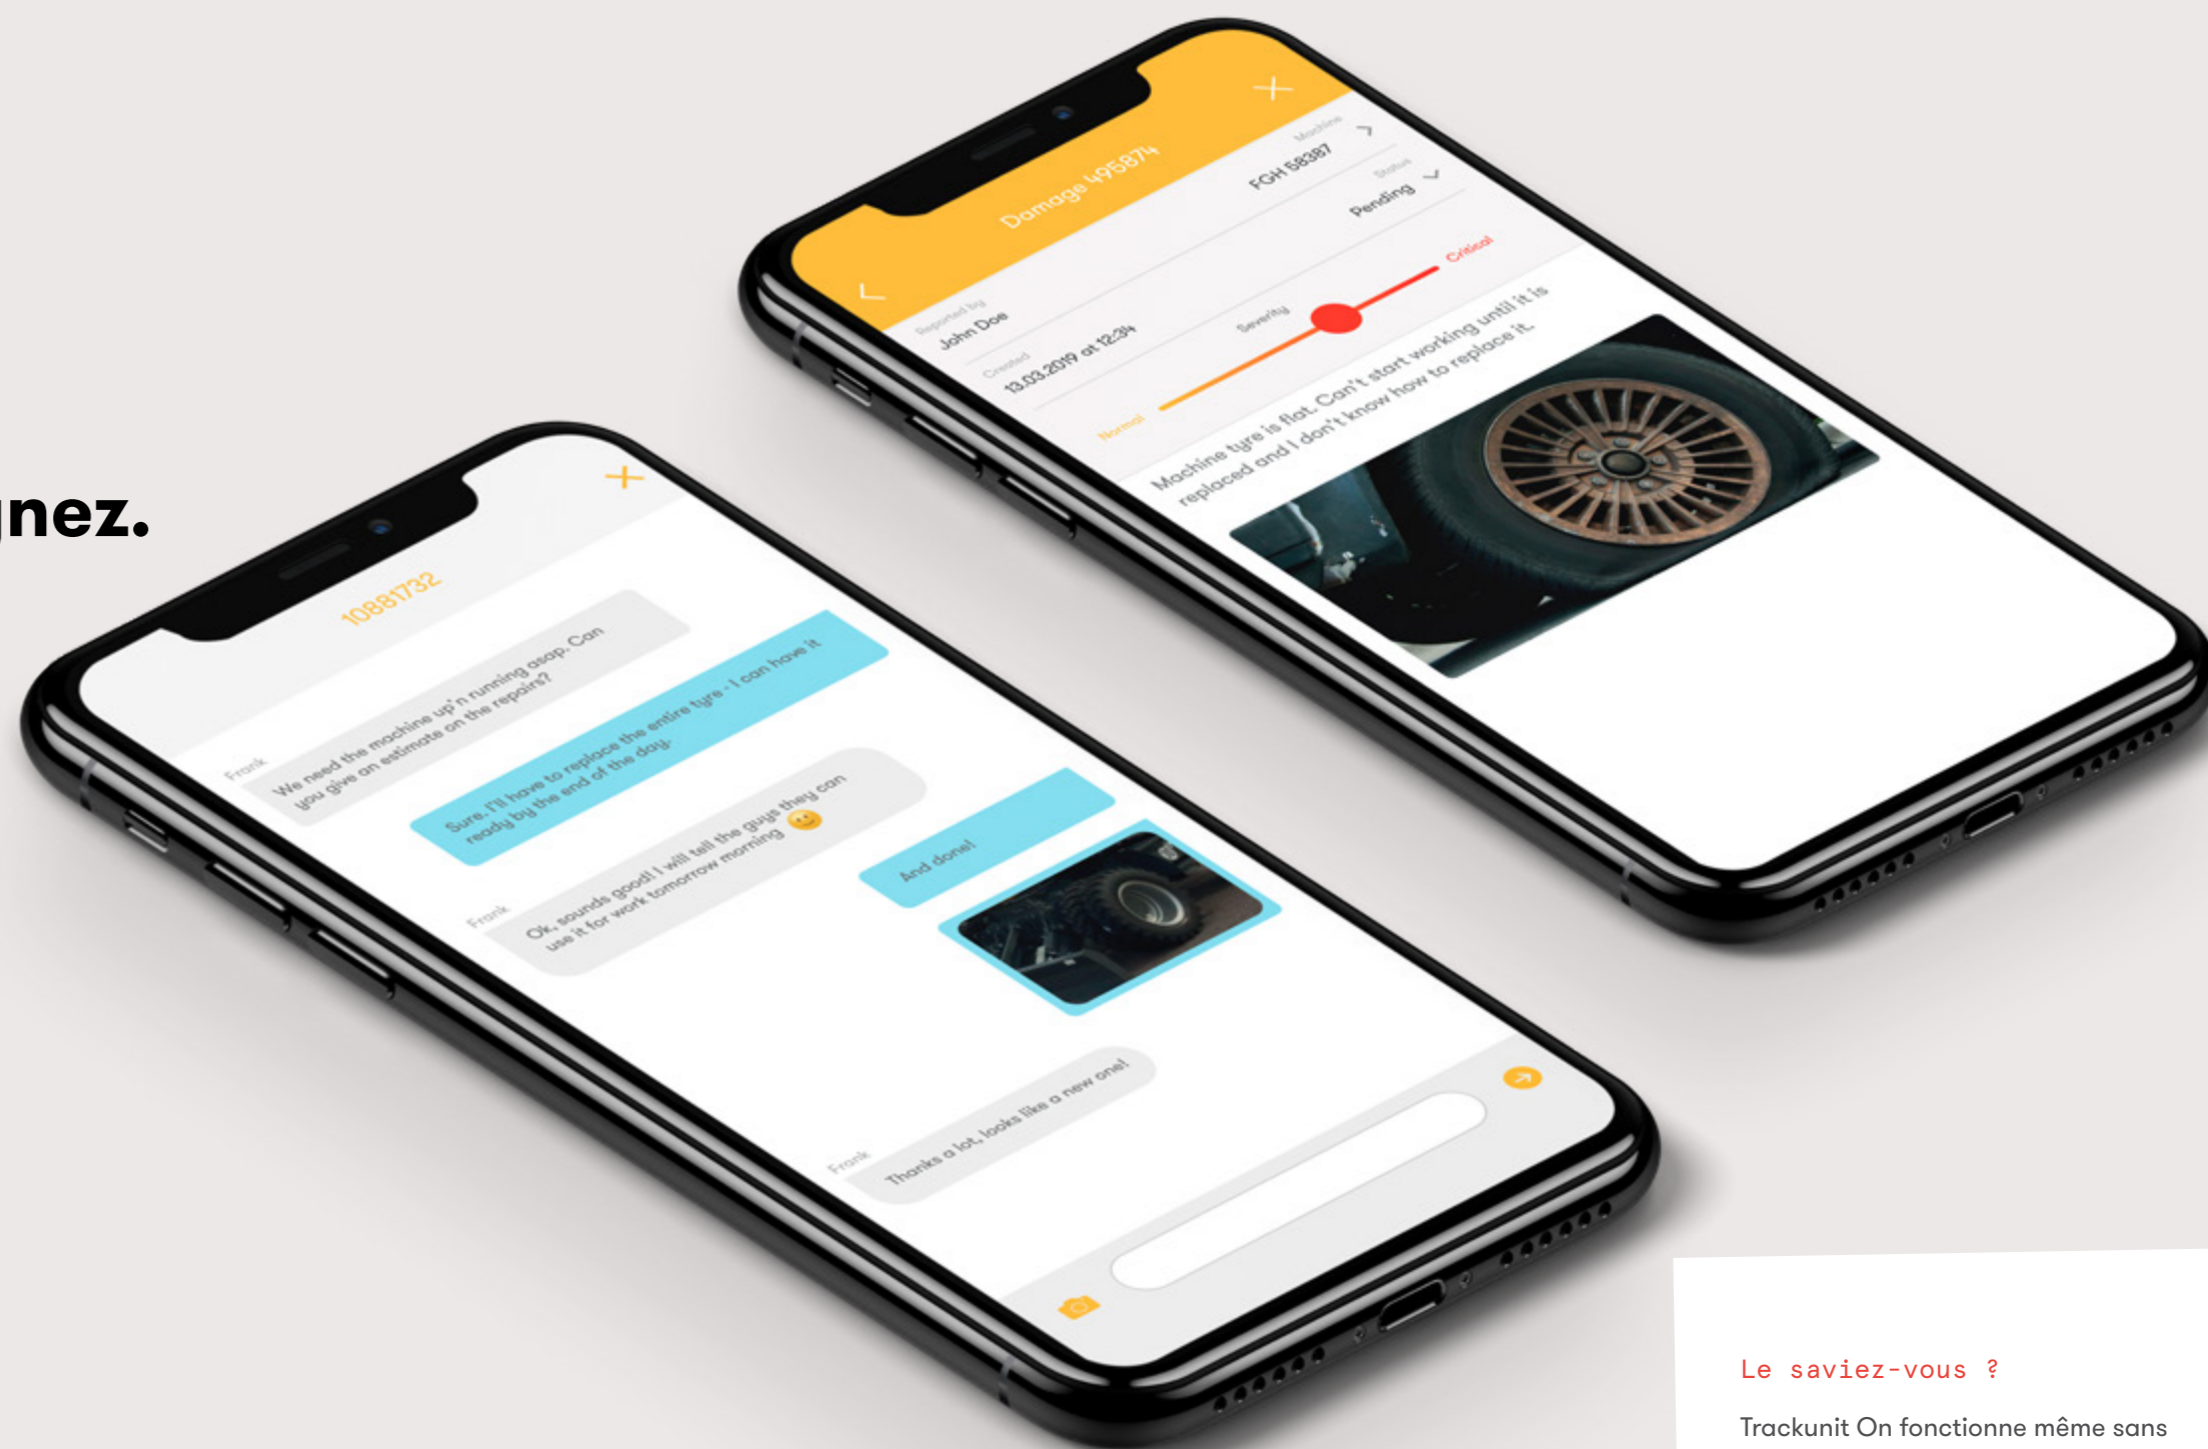 Damage 495874
Reported by
John Doe
Machine
FGH 58387
Created
13.03.2019 at 12:34
Status
Pending
Severity
Normal
Critical
Machine tyre is flat. Can't start working until it is
replaced and I don't know how to replace it.
10881732
Frank
We need the machine up'n running asap. Can
you give an estimate on the repairs?
Sure, I'll have to replace the entire tyre - I can have it
ready by the end of the day.
Frank
Ok, sounds good! I will tell the guys they can
use it for work tomorrow morning 🙂
And done!
Frank
Thanks a lot, looks like a new one!
Le saviez-vous ?
Trackunit On fonctionne même sans